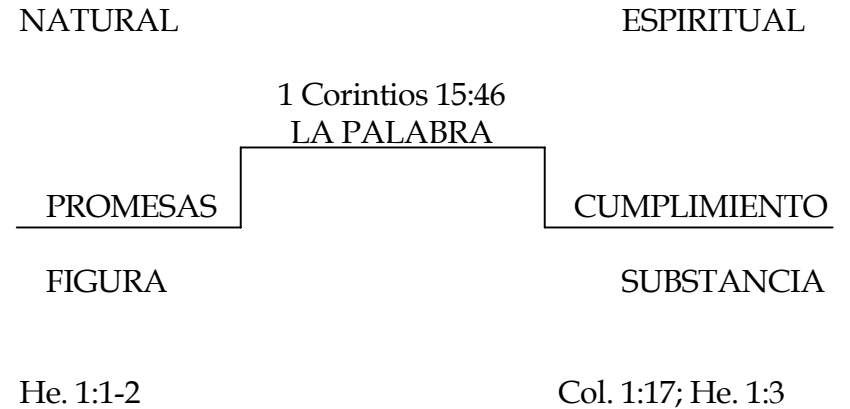 NATURAL ESPIRITUAL
1 Corintios 15:46
LA PALABRA
PROMESAS CUMPLIMIENTO
FIGURA SUBSTANCIA
He. 1:1-2 Col. 1:17; He. 1:3